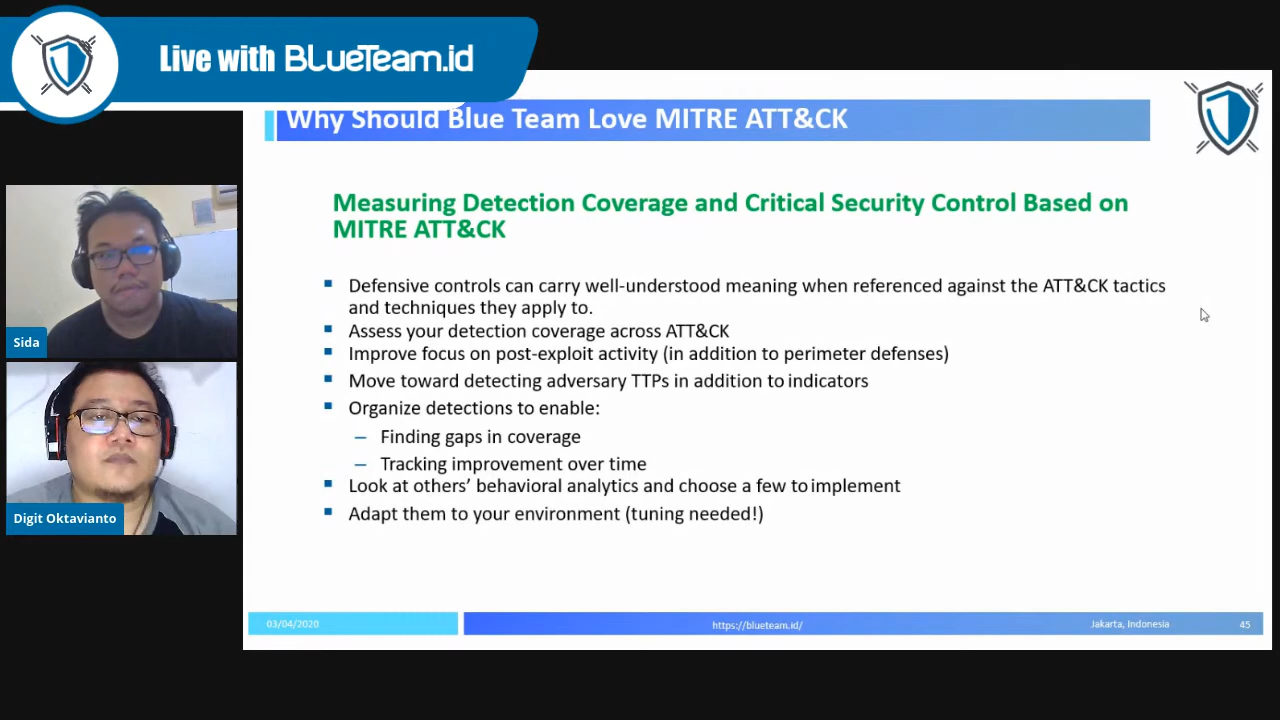 Live with BLUETeam.id
Why Should Blue Team Love MITRE ATT&CK
Measuring Detection Coverage and Critical Security Control Based on
MITRE ATT&CK
Defensive controls can carry well-understood meaning when referenced against the ATT&CK tactics
and techniques they apply to.
Assess your detection coverage across ATT&CK
Improve focus on post-exploit activity (in addition to perimeter defenses)
Move toward detecting adversary TTPs in addition to indicators
Organize detections to enable:
– Finding gaps in coverage
– Tracking improvement over time
Look at others’ behavioral analytics and choose a few to implement
Adapt them to your environment (tuning needed!)
Sida
Digit Oktavianto
03/04/2020
https://blueteam.id/
Jakarta, Indonesia
45